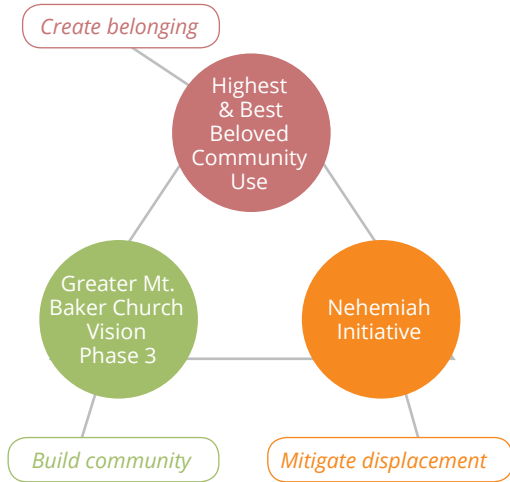 Create belonging
Highest
& Best
Beloved
Community
Use
Greater Mt.
Baker Church
Vision
Phase 3
Nehemiah
Initiative
Build community
Mitigate displacement